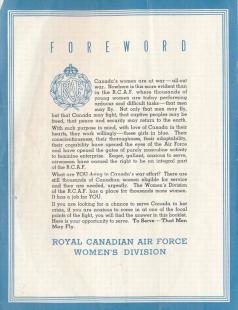 FOREWORD
Canada's women are at war — all-out
war. Nowhere is this more evident than
in the R.C.A.F. where thousands of
young women are today performing
arduous and difficult tasks—that men
may fly. Not only that men may fly,
but that Canada may fight, that captive peoples may be
freed, that peace and security may return to the earth.
With such purpose in mind, with love of Canada in their
hearts, they work willingly— these girls in blue. Their
conscientiousness, their thoroughness, their adaptability,
their capability have opened the eyes of the Air Force
and have opened the gates of purely masculine activity
to feminine enterprise. Eager, gallant, anxious to serve,
airwomen have earned the right to be an integral part
of the R.C.A.F.
What are YOU doing in Canada's war effort? There are
still thousands of Canadian women eligible for service
and they are needed, urgently. The Women's Division
of the R.C.A.F. has a place for thousands more women.
It has a job for YOU.
If you are looking for a chance to serve Canada in her
crisis, if you are anxious to come in at one of the focal
points of the fight, you will find the answer in this booklet.
Here is your opportunity to serve. To Serve—That Men
May Fly.
ROYAL CANADIAN AIR FORCE
WOMEN'S DIVISION